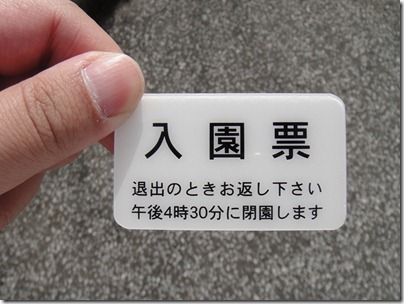 入園票
退出のときお返し下さい
午後4時30分に閉園します